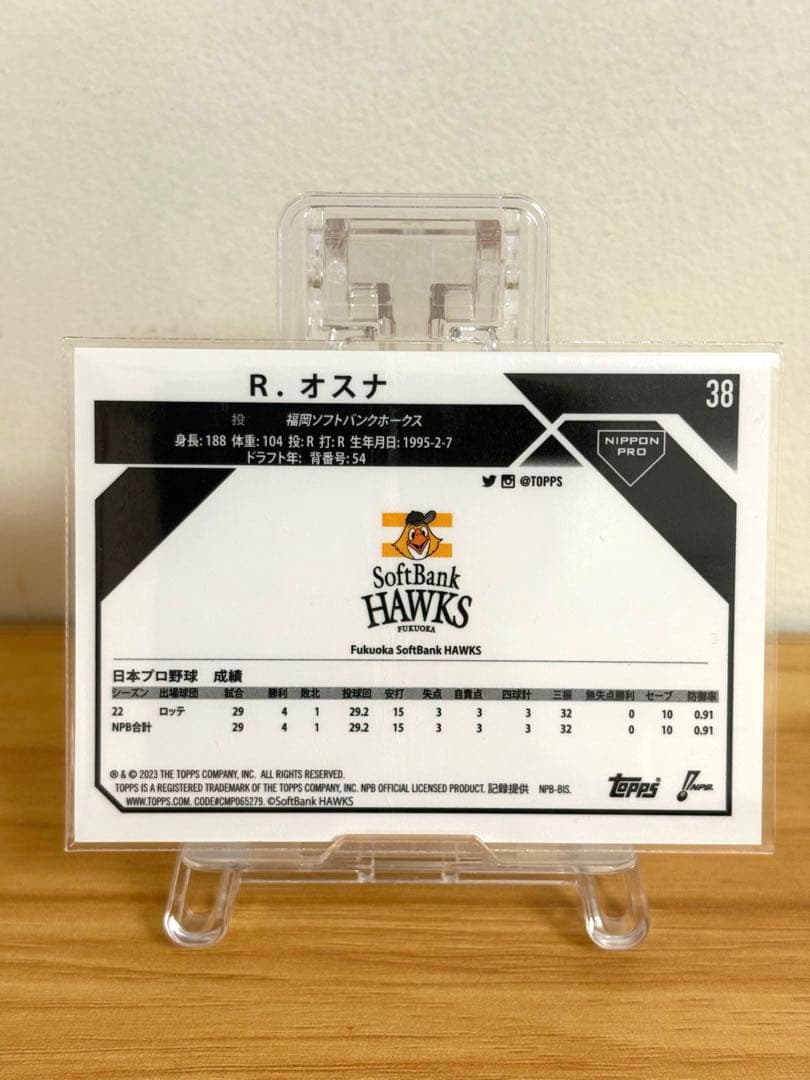 R. オスナ
38
投 福岡ソフトバンクホークス
身長: 188 体重: 104 投: R 打: R 生年月日: 1995-2-7
ドラフト年: 背番号: 54
NIPPON
PRO
@TOPPS
SoftBank
HAWKS
FUKUOKA
Fukuoka SoftBank HAWKS
日本プロ野球 成績
シーズン 出場球団 試合 勝利 敗北 投球回 安打 失点 自責点 四球計 三振 無失点勝利 セーブ 防御率
22 ロッテ 29 4 1 29.2 15 3 3 3 32 0 10 0.91
NPB合計 29 4 1 29.2 15 3 3 3 32 0 10 0.91
® & © 2023 THE TOPPS COMPANY, INC. ALL RIGHTS RESERVED.
TOPPS IS A REGISTERED TRADEMARK OF THE TOPPS COMPANY, INC. NPB OFFICIAL LICENSED PRODUCT. 記録提供 NPB-BIS.
WWW.TOPPS.COM. CODE#CMP065279. ©SoftBank HAWKS
Topps
NPB